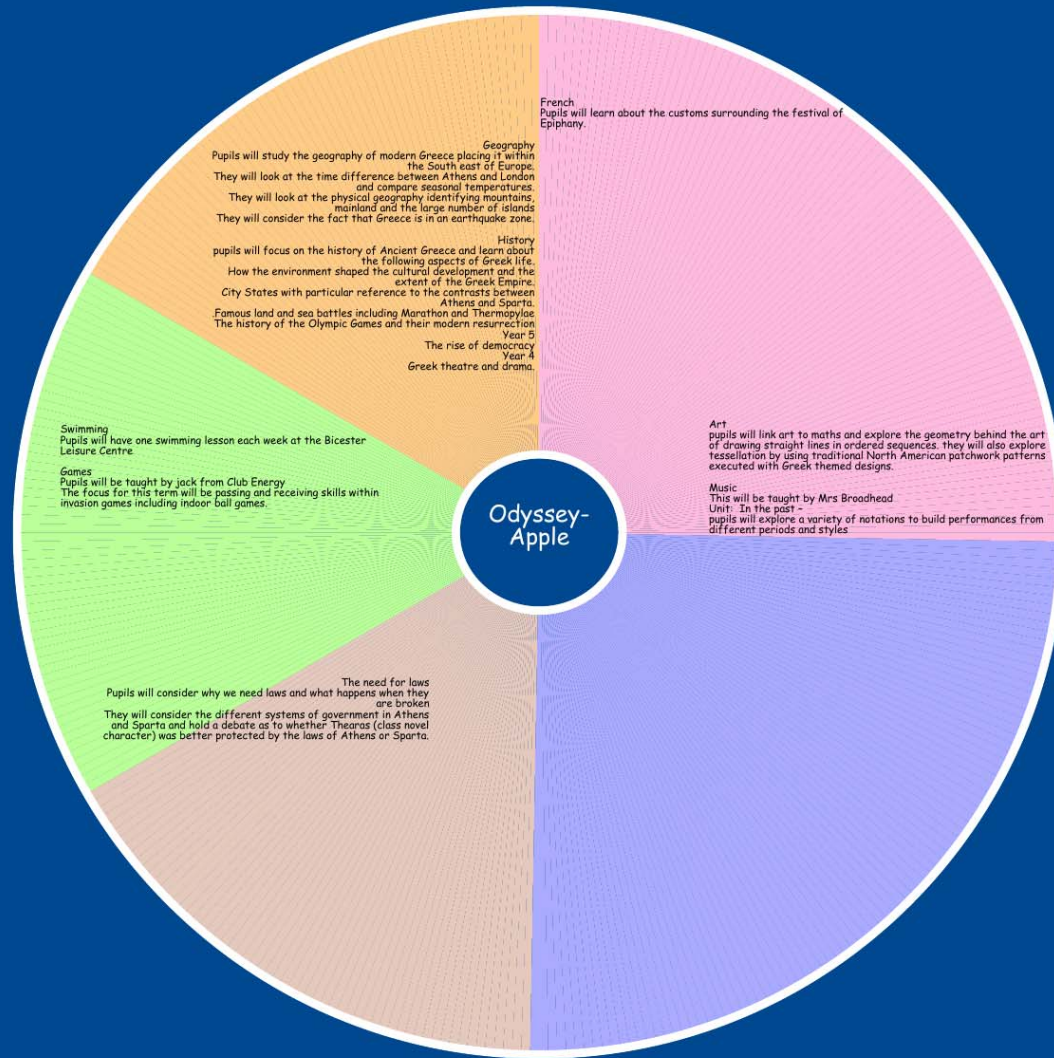 French
Pupils will learn about the customs surrounding the festival of
Epiphany.
Geography
Pupils will study the geography of modern Greece placing it within
the South east of Europe.
They will look at the time difference between Athens and London
and compare seasonal temperatures.
They will look at the physical geography identifying mountains,
mainland and the large number of islands
They will consider the fact that Greece is in an earthquake zone.
History
pupils will focus on the history of Ancient Greece and learn about
the following aspects of Greek life.
How the environment shaped the cultural development and the
extent of the Greek Empire.
City States with particular reference to the contrasts between
Athens and Sparta.
.Famous land and sea battles including Marathon and Thermopylae
The history of the Olympic Games and their modern resurrection
Year 5
The rise of democracy
Year 4
Greek theatre and drama.
Art
pupils will link art to maths and explore the geometry behind the art
of drawing straight lines in ordered sequences. they will also explore
tessellation by using traditional North American patchwork patterns
executed with Greek themed designs.
Music
This will be taught by Mrs Broadhead
Unit: In the past -
pupils will explore a variety of notations to build performances from
different periods and styles
Swimming
Pupils will have one swimming lesson each week at the Bicester
Leisure Centre
Games
Pupils will be taught by jack from Club Energy
The focus for this term will be passing and receiving skills within
invasion games including indoor ball games.
Odyssey-
Apple
The need for laws
Pupils will consider why we need laws and what happens when they
are broken
They will consider the different systems of government in Athens
and Sparta and hold a debate as to whether Thearas (class novel
character) was better protected by the laws of Athens or Sparta.